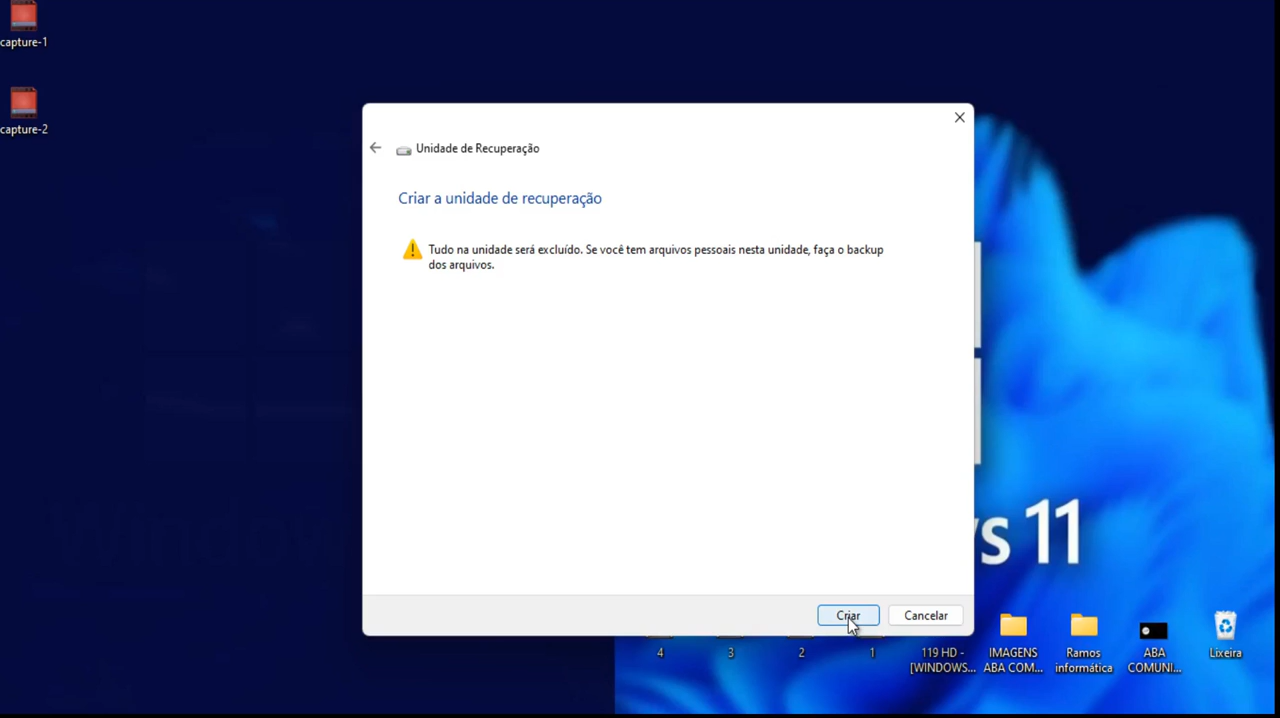 capture-1
capture-2
Unidade de Recuperação
Criar a unidade de recuperação
Tudo na unidade será excluído. Se você tem arquivos pessoais nesta unidade, faça o backup
dos arquivos.
Criar
Cancelar
s 11
4
3
2
1
119 HD -
[WINDOWS...
IMAGENS
ABA COM...
Ramos
informática
ABA
COMUNI...
Lixeira